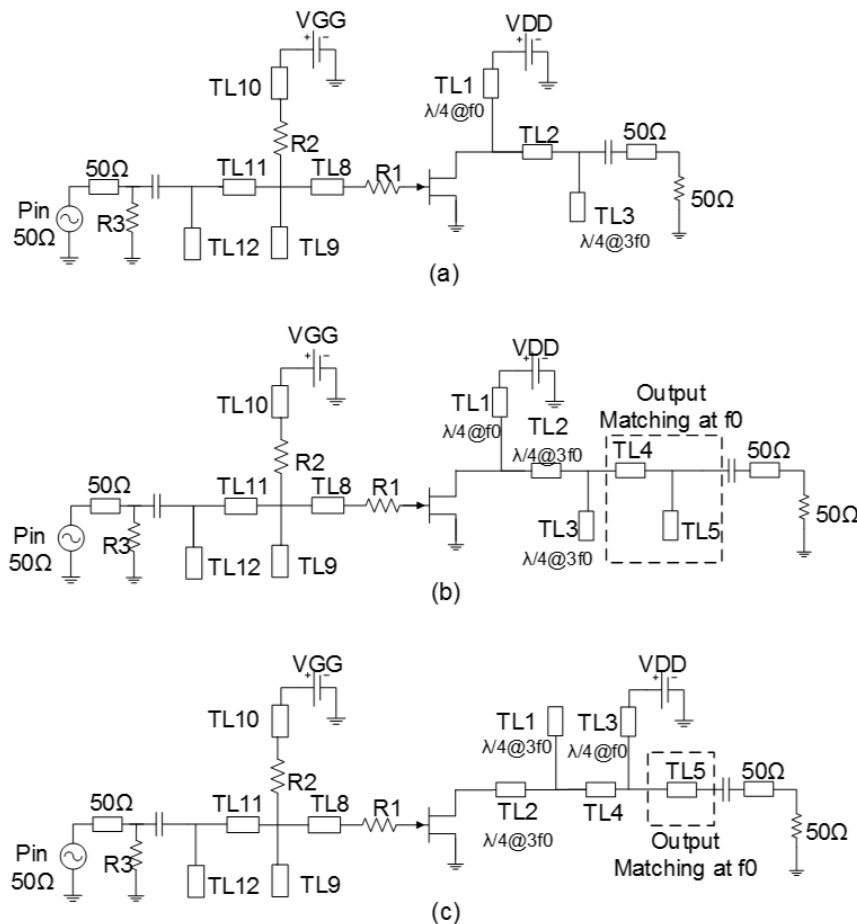 VGG
VDD
+ -
+ -
TL10
TL1
λ/4@f0
R2
TL2
50Ω
50Ω
TL11
TL8
R1
Pin
50Ω
R3
50Ω
TL12
TL9
TL3
λ/4@3f0
(a)
VGG
VDD
+ -
+ -
TL10
TL1
λ/4@f0
Output
Matching at f0
TL2
λ/4@3f0
TL4
50Ω
R2
50Ω
TL11
TL8
R1
Pin
50Ω
R3
50Ω
TL12
TL9
TL3
λ/4@3f0
TL5
(b)
VGG
VDD
+ -
+ -
TL10
TL1
λ/4@3f0
TL3
λ/4@f0
R2
TL5
50Ω
50Ω
TL11
TL8
R1
TL2
λ/4@3f0
TL4
Output
Matching at f0
50Ω
Pin
50Ω
R3
TL12
TL9
(c)